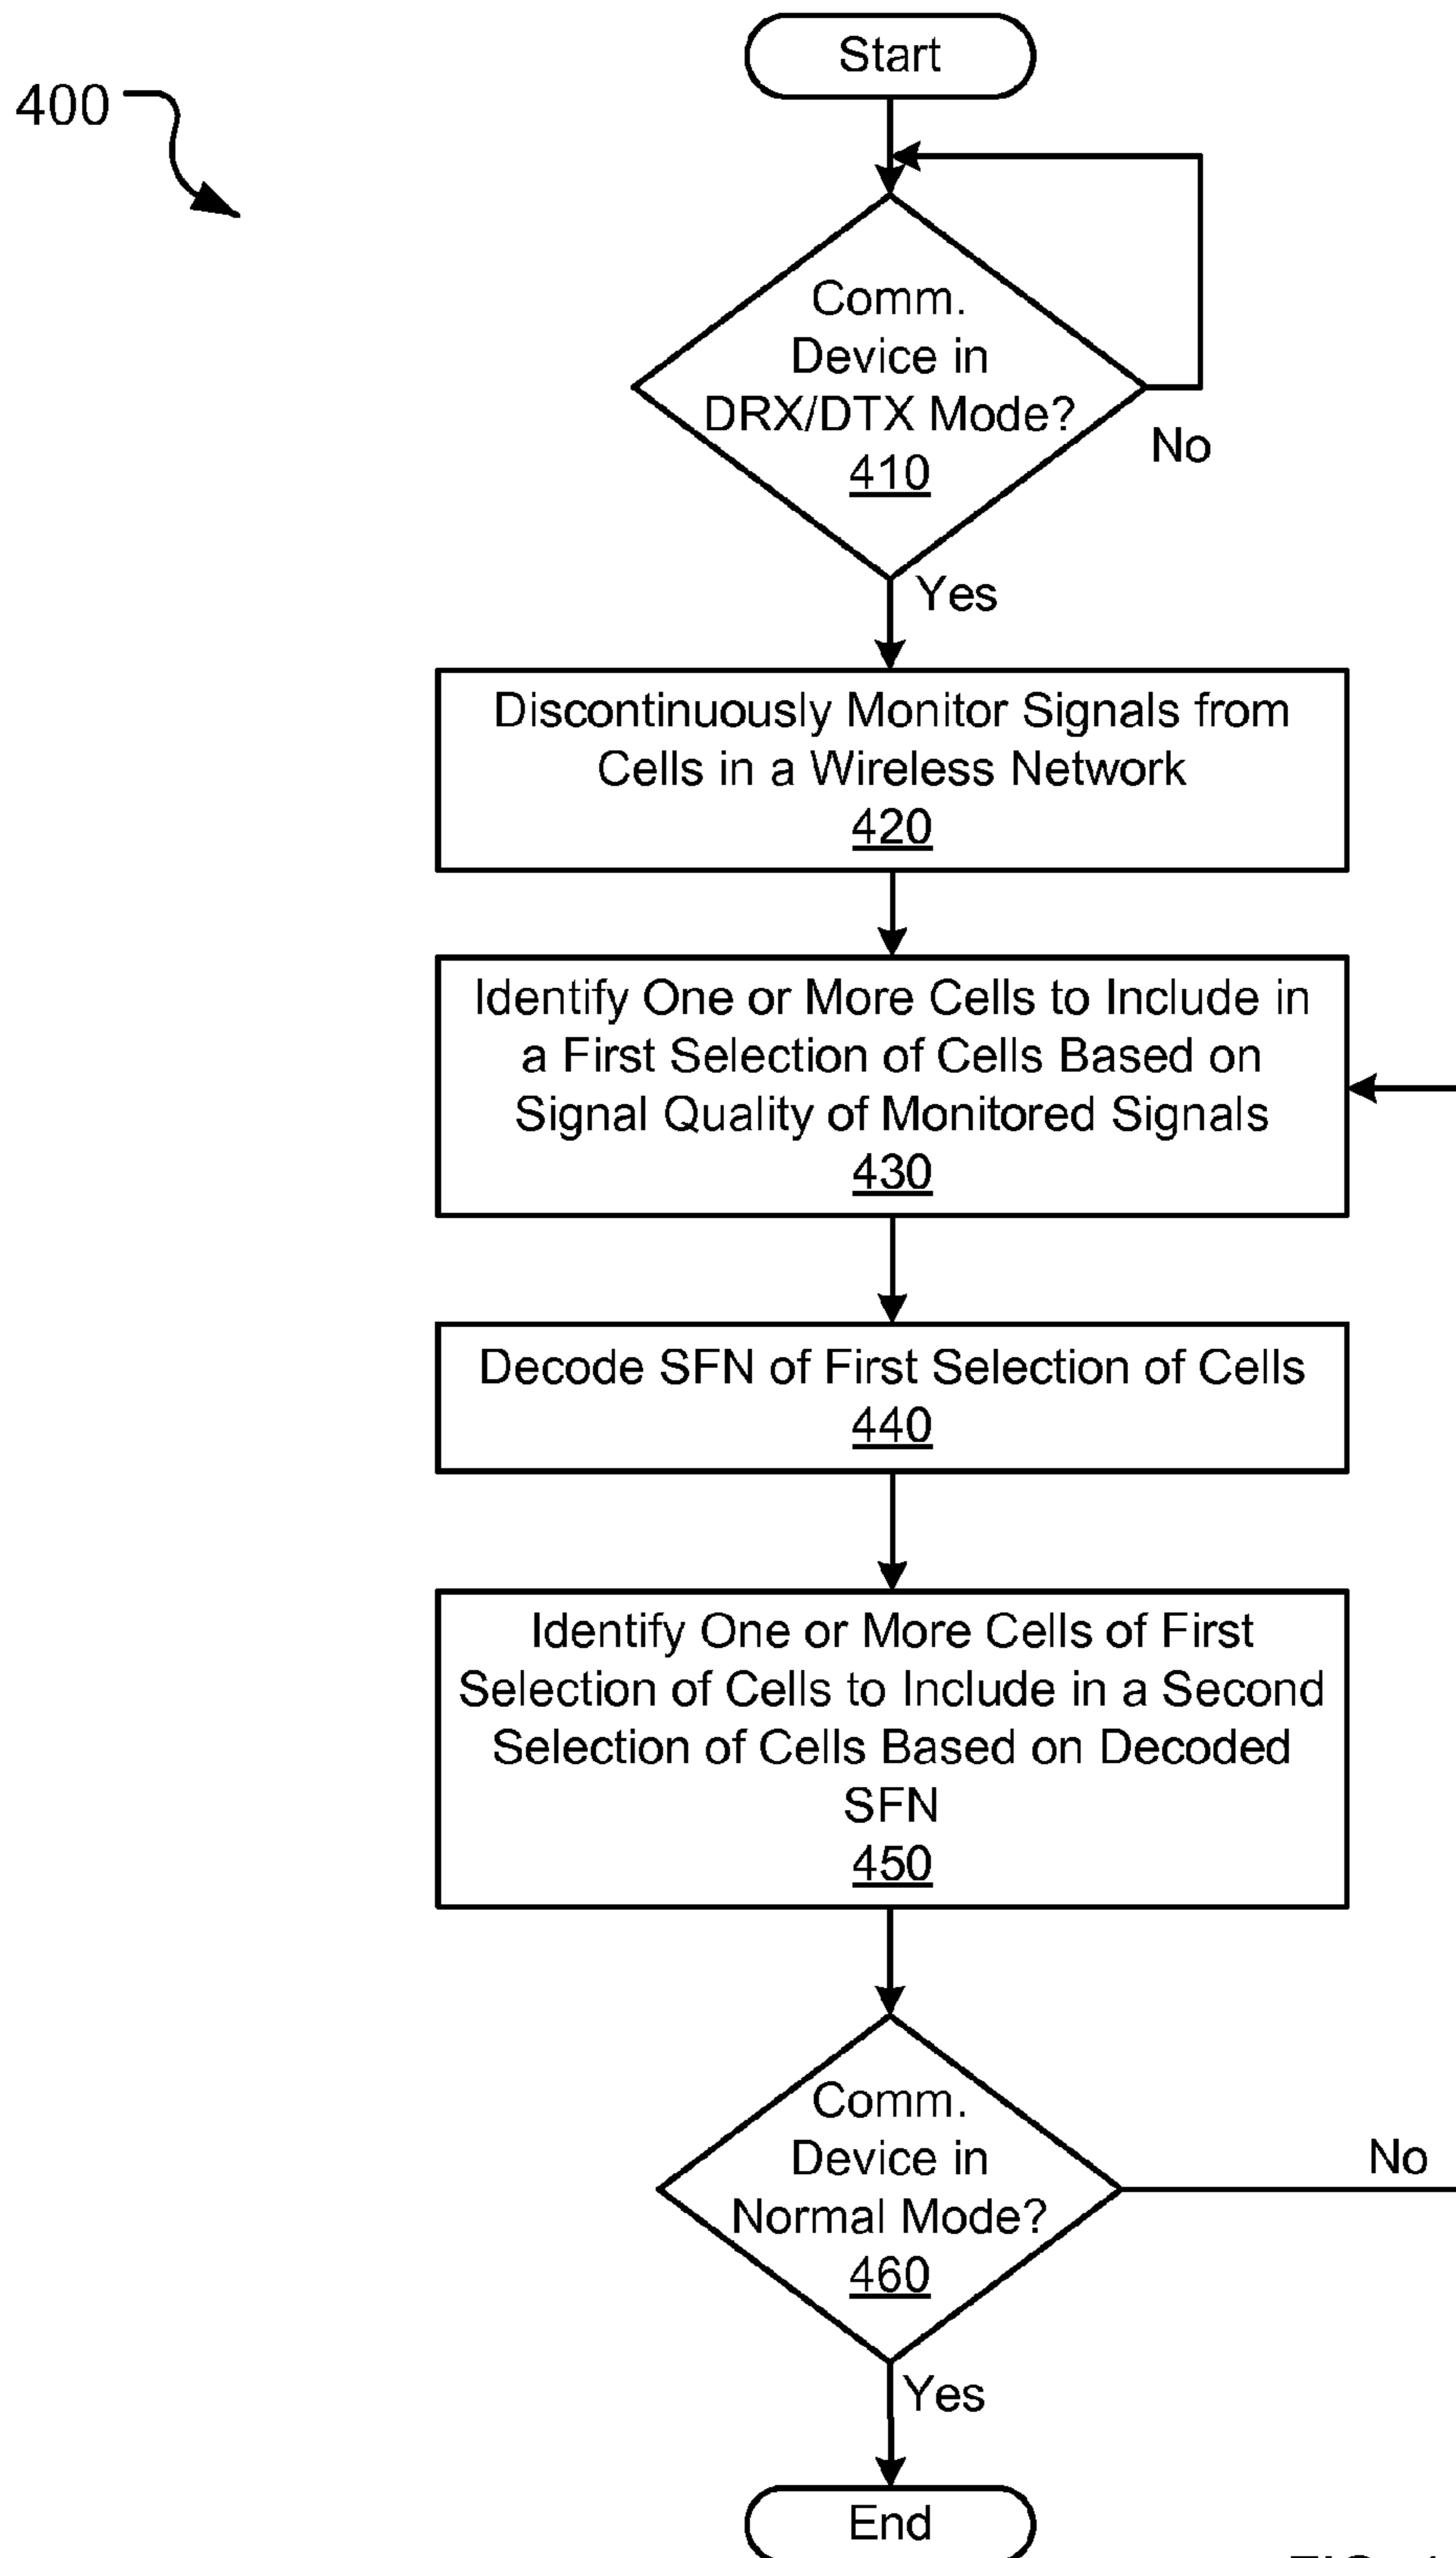 400
Start
Comm.
Device in
DRX/DTX Mode?
410
No
Yes
Discontinuously Monitor Signals from
Cells in a Wireless Network
420
Identify One or More Cells to Include in
a First Selection of Cells Based on
Signal Quality of Monitored Signals
430
Decode SFN of First Selection of Cells
440
Identify One or More Cells of First
Selection of Cells to Include in a Second
Selection of Cells Based on Decoded
SFN
450
Comm.
Device in
Normal Mode?
460
No
Yes
End